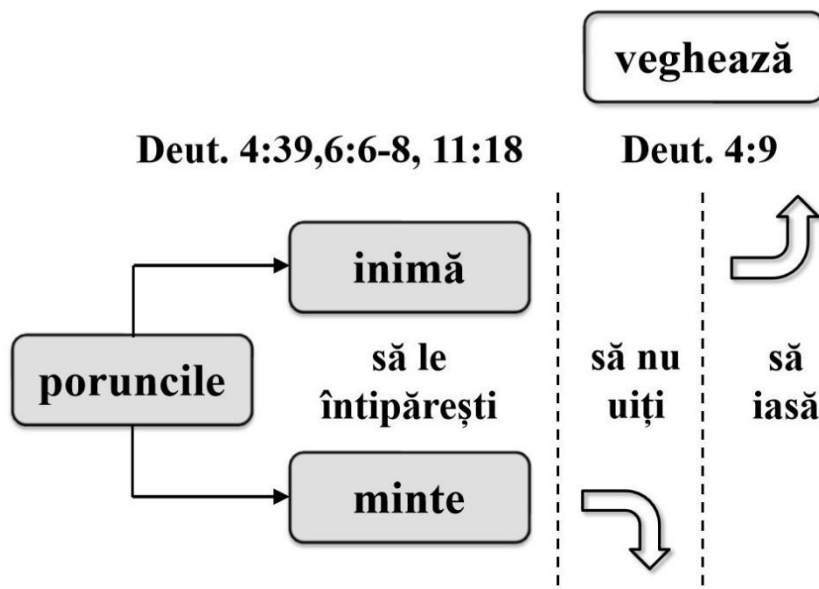 veghează
Deut. 4:39,6:6-8, 11:18
Deut. 4:9
inimă
poruncile
să le
întipărești
să nu
uiți
să
iasă
minte